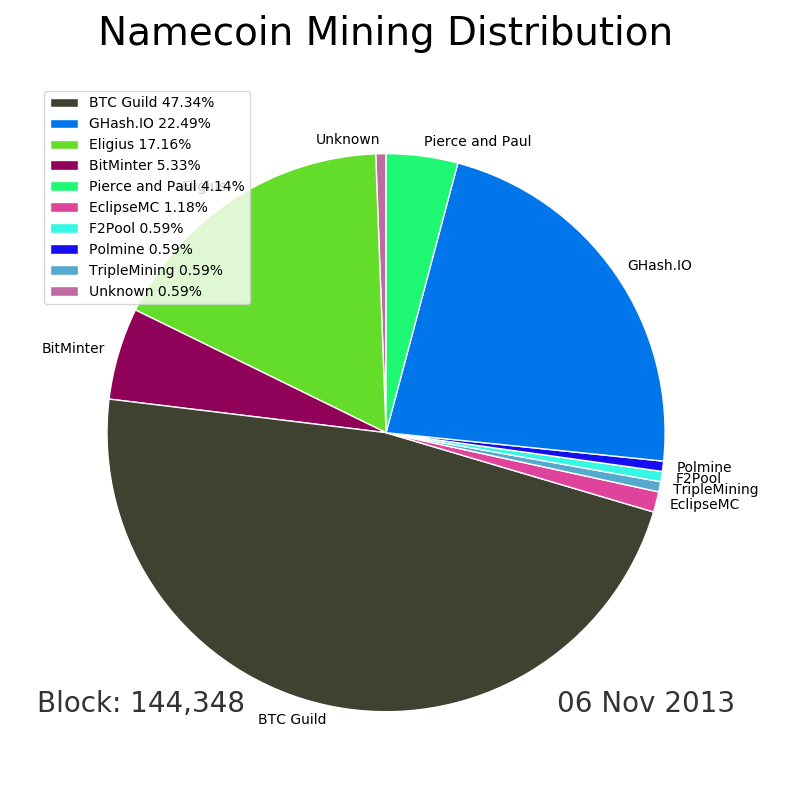 Namecoin Mining Distribution
BTC Guild 47.34%
GHash.IO 22.49%
Eligius 17.16%
BitMinter 5.33%
Pierce and Paul 4.14%
EclipseMC 1.18%
F2Pool 0.59%
Polmine 0.59%
TripleMining 0.59%
Unknown 0.59%
Unknown
Pierce and Paul
GHash.IO
BitMinter
Polmine
F2Pool
TripleMining
EclipseMC
Block: 144,348
06 Nov 2013
BTC Guild